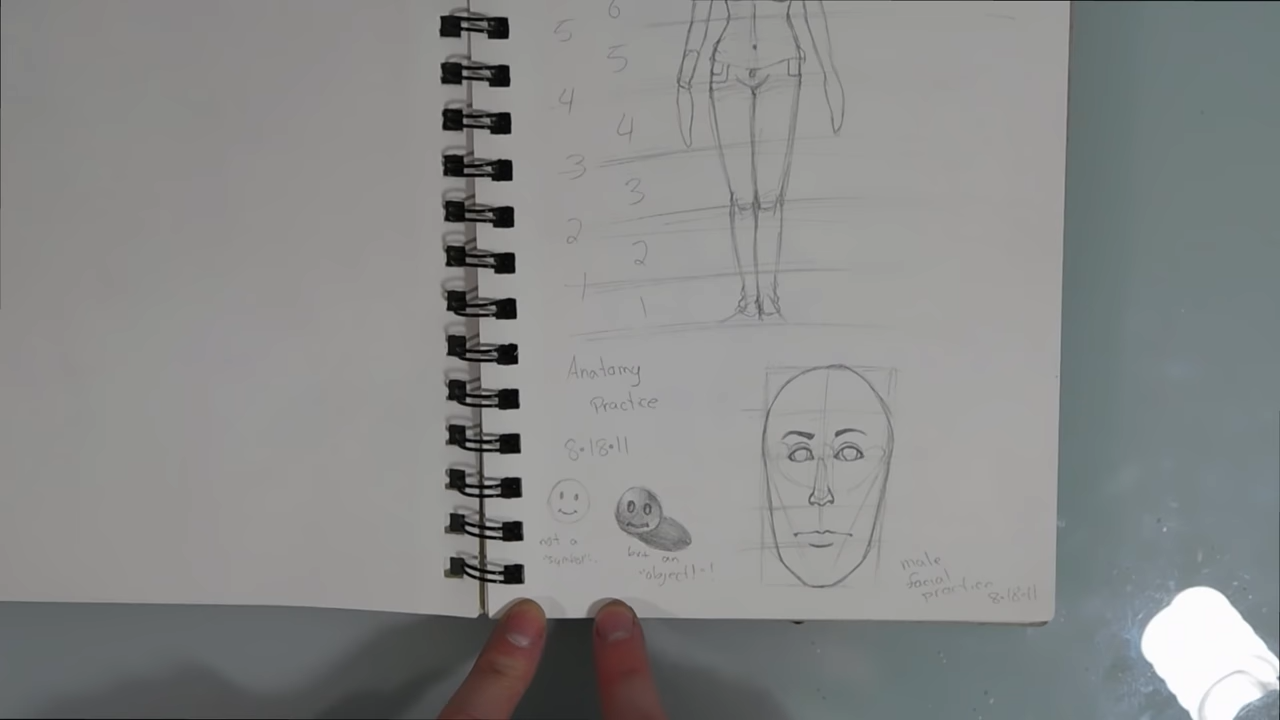 6
5
5
4
4
3
3
2
2
1
1
Anatomy
Practice
8·18·11
not a
"symbol..
but an
"object!-!
male
facial
practice
8·18·11